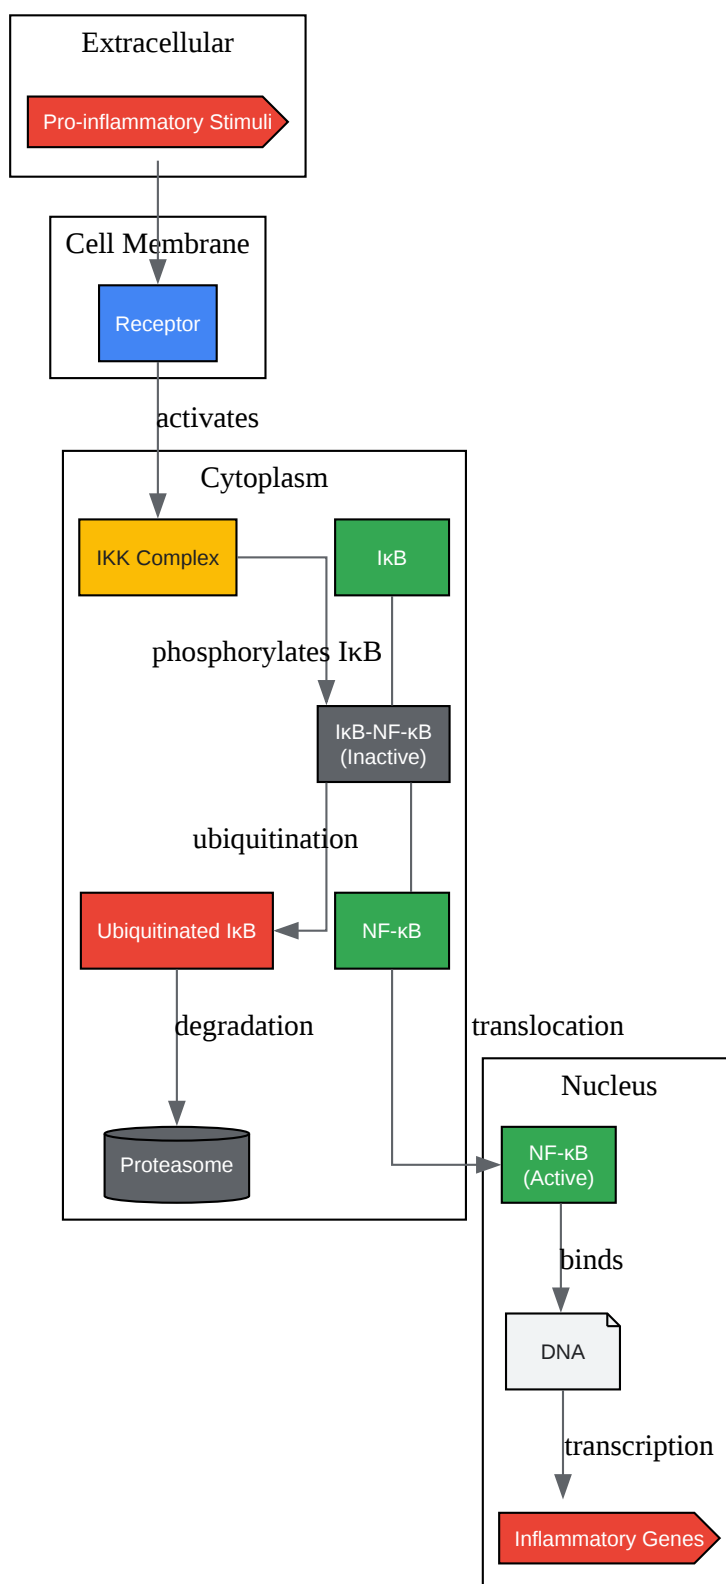 Extracellular
Pro-inflammatory Stimuli
Cell Membrane
Receptor
activates
Cytoplasm
IKK Complex
IκB
phosphorylates IκB
IκB-NF-κB
(Inactive)
ubiquitination
Ubiquitinated IκB
NF-κB
degradation
translocation
Nucleus
Proteasome
NF-κB
(Active)
binds
DNA
transcription
Inflammatory Genes